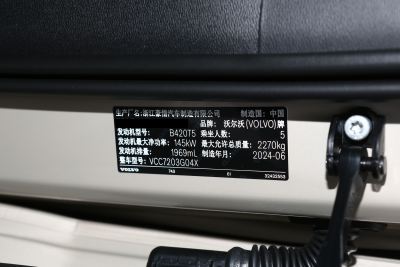 生产厂名：浙江豪情汽车制造有限公司 制造国：中国
品牌：沃尔沃(VOLVO)牌
发动机型号： B420T5 乘坐人数： 5
发动机最大净功率： 145kW 最大允许总质量： 2270kg
发动机排量： 1969mL 制造年月： 2024-06
整车型号： VCC7203G04X
VOLVO 740 61 32432553